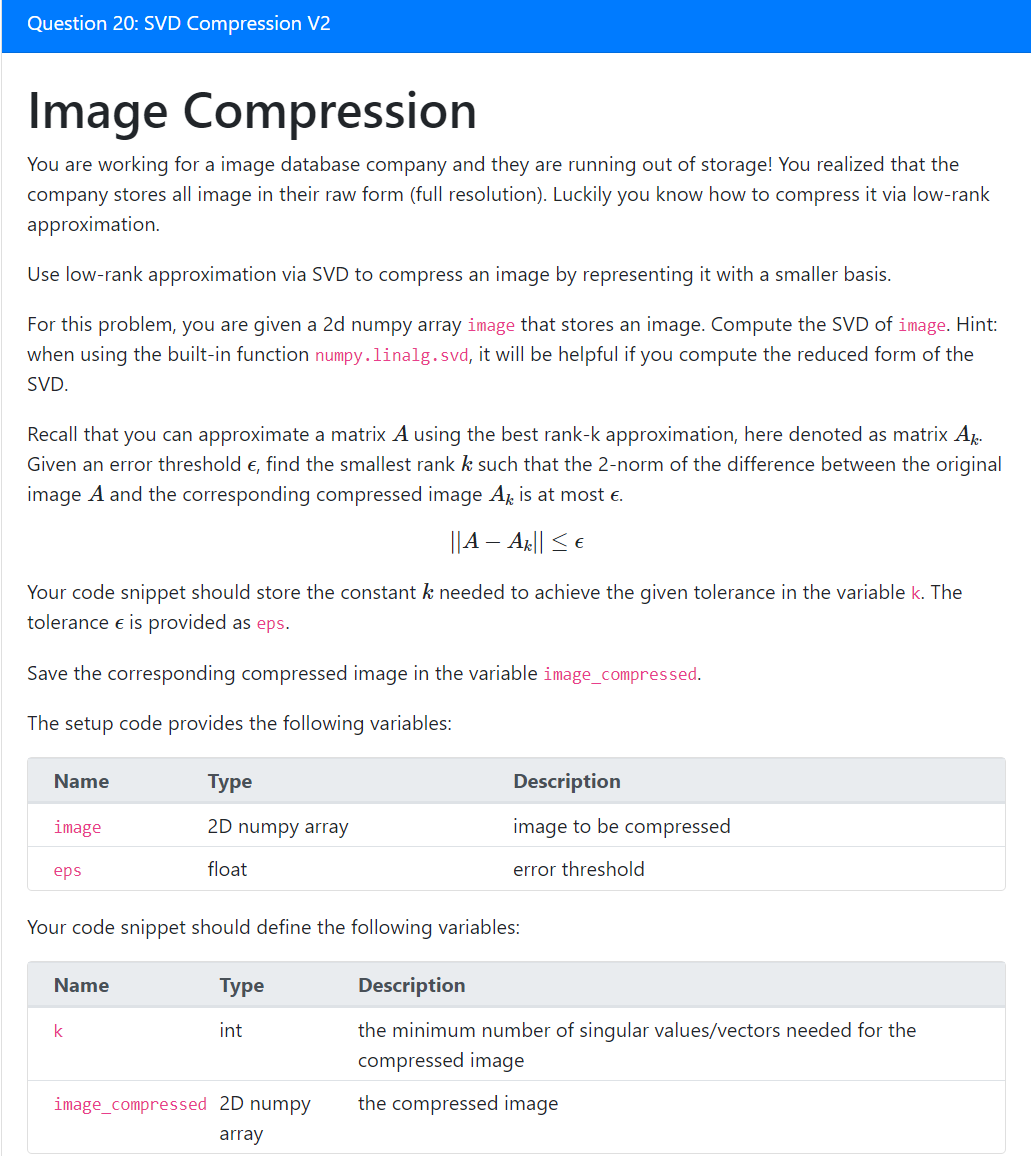 Question 20: SVD Compression V2
Image Compression
You are working for a image database company and they are running out of storage! You realized that the
company stores all image in their raw form (full resolution). Luckily you know how to compress it via low-rank
approximation.
Use low-rank approximation via SVD to compress an image by representing it with a smaller basis.
For this problem, you are given a 2d numpy array image that stores an image. Compute the SVD of image. Hint:
when using the built-in function numpy.linalg.svd, it will be helpful if you compute the reduced form of the
SVD.
Recall that you can approximate a matrix A using the best rank-k approximation, here denoted as matrix Aₖ.
Given an error threshold ϵ, find the smallest rank k such that the 2-norm of the difference between the original
image A and the corresponding compressed image Aₖ is at most ϵ.
||A − Aₖ|| ≤ ϵ
Your code snippet should store the constant k needed to achieve the given tolerance in the variable k. The
tolerance ϵ is provided as eps.
Save the corresponding compressed image in the variable image_compressed.
The setup code provides the following variables:
Name Type Description
image 2D numpy array image to be compressed
eps float error threshold
Your code snippet should define the following variables:
Name Type Description
k int the minimum number of singular values/vectors needed for the
compressed image
image_compressed 2D numpy the compressed image
array